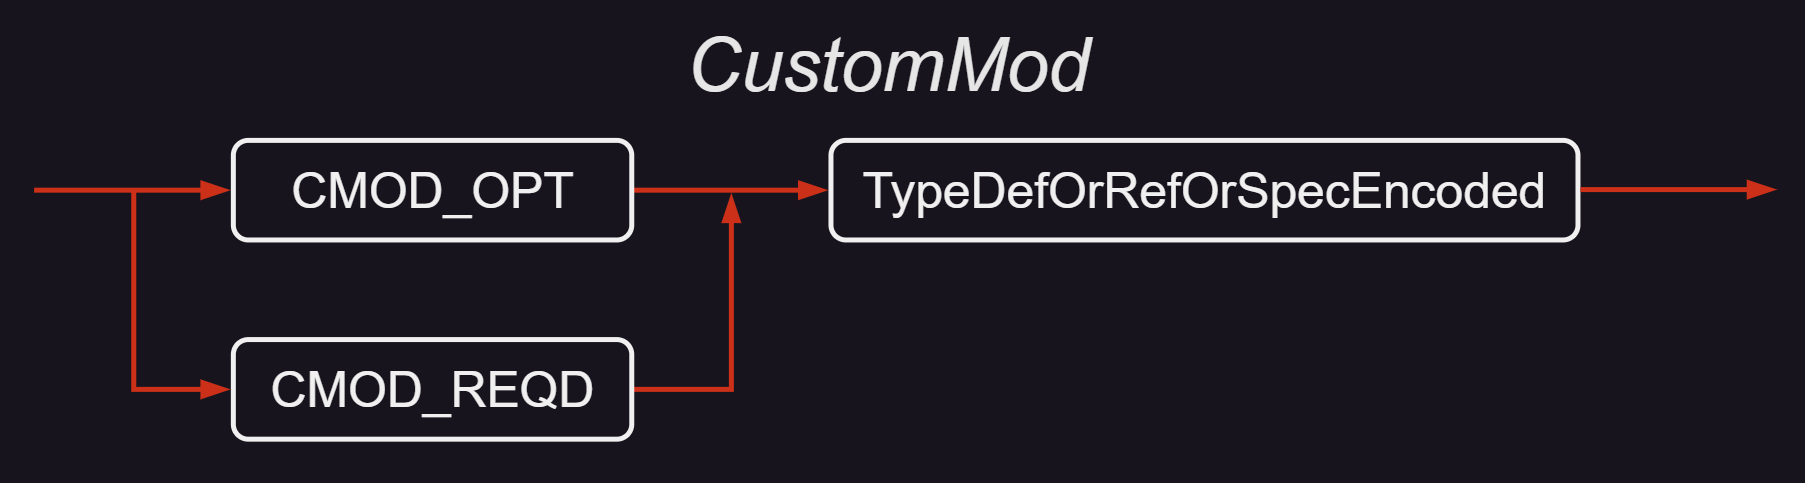 CustomMod
CMOD_OPT
TypeDefOrRefOrSpecEncoded
CMOD_REQD